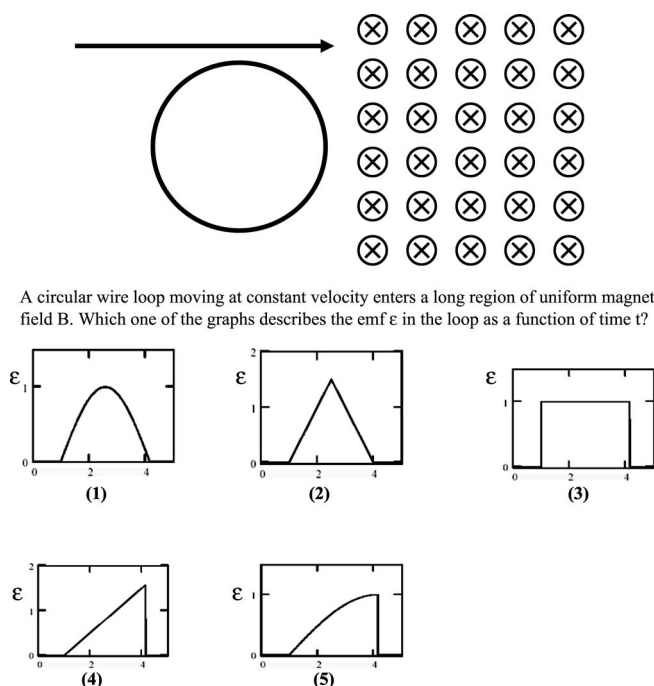 A circular wire loop moving at constant velocity enters a long region of uniform magnet
field B. Which one of the graphs describes the emf ε in the loop as a function of time t?
ε 1 0 0 2 4
(1)
ε 2 1 0 0 2 4
(2)
ε 1 0 0 2 4
(3)
ε 2 1 0 0 2 4
(4)
ε 1 0 0 2 4
(5)